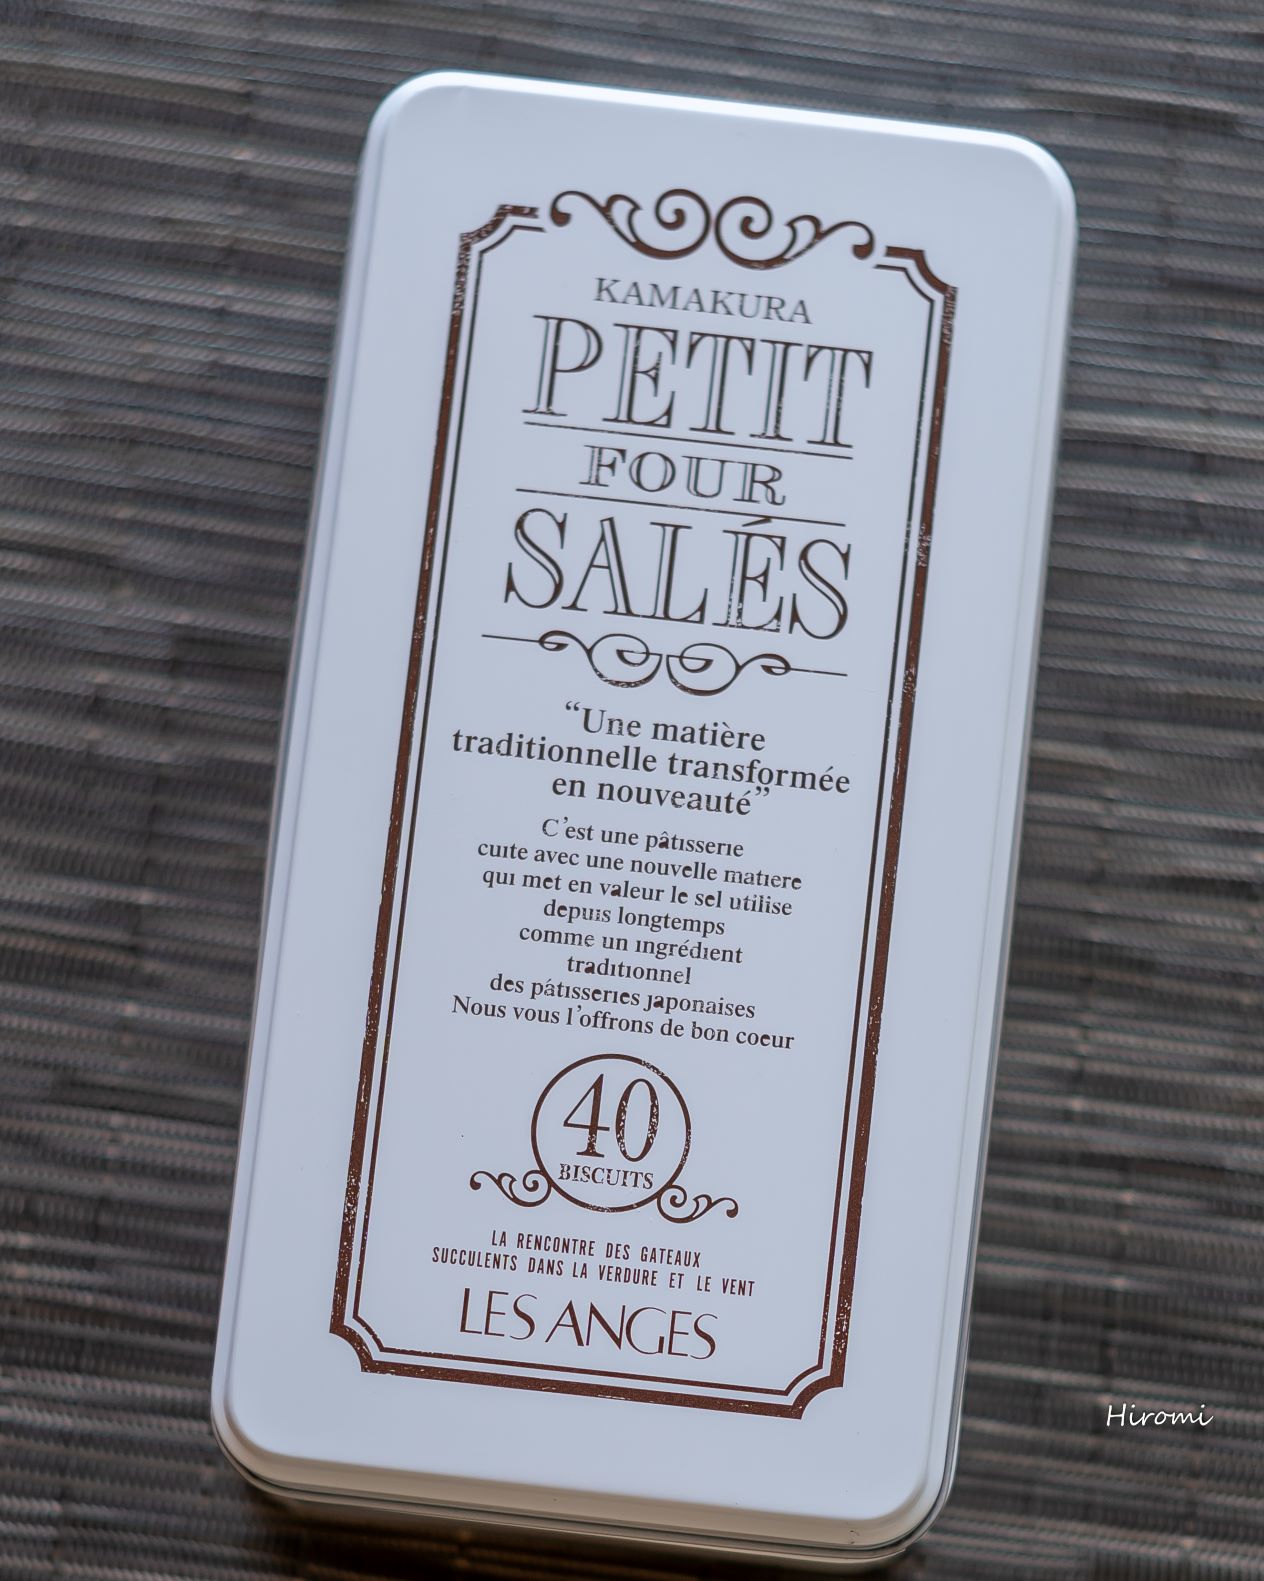 KAMAKURA
PETIT
FOUR
SALÉS
“Une matière
traditionnelle transformée
en nouveauté”
C’est une pâtisserie
cuite avec une nouvelle matiere
qui met en valeur le sel utilise
depuis longtemps
comme un ingrédient
traditionnel
des pâtisseries japonaises
Nous vous l’offrons de bon coeur
40
BISCUITS
LA RENCONTRE DES GATEAUX
SUCCULENTS DANS LA VERDURE ET LE VENT
LES ANGES
Hiromi